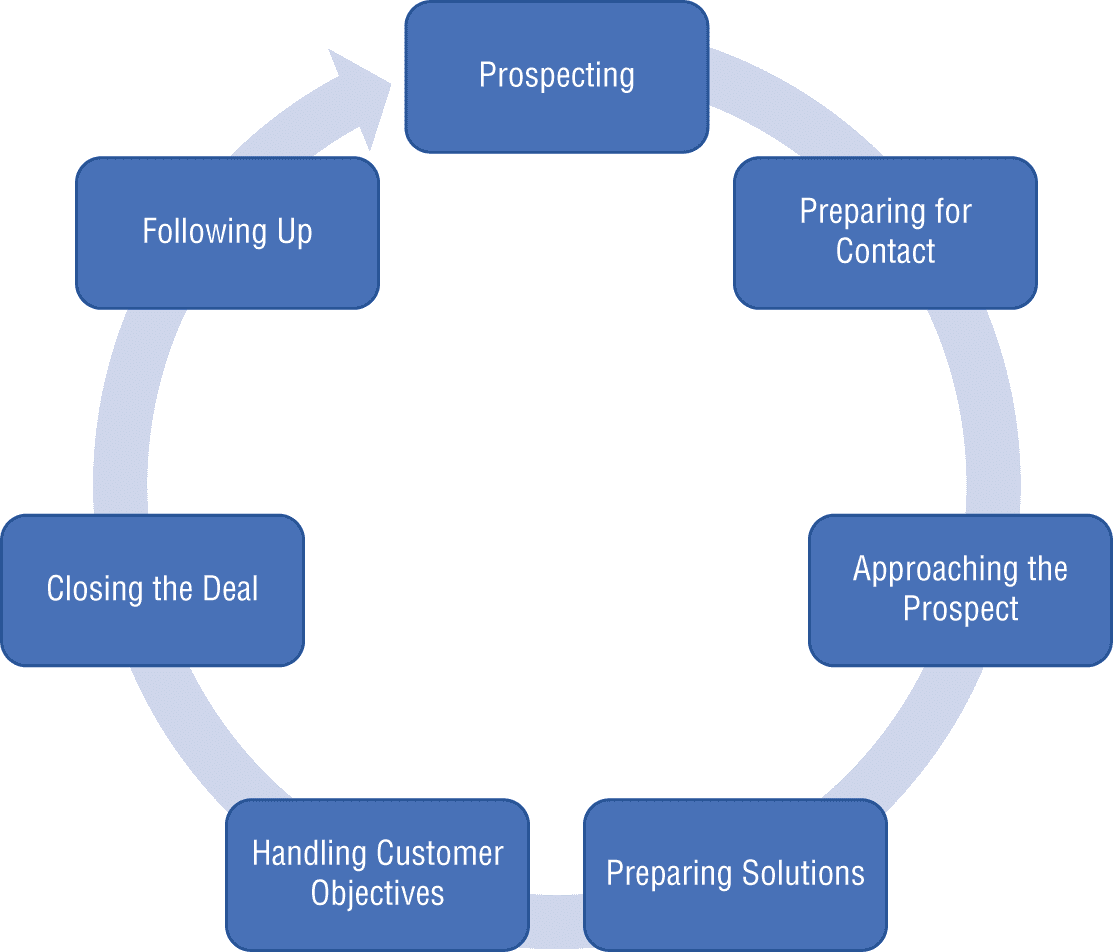 Prospecting
Preparing for
Contact
Approaching the
Prospect
Preparing Solutions
Handling Customer
Objectives
Closing the Deal
Following Up